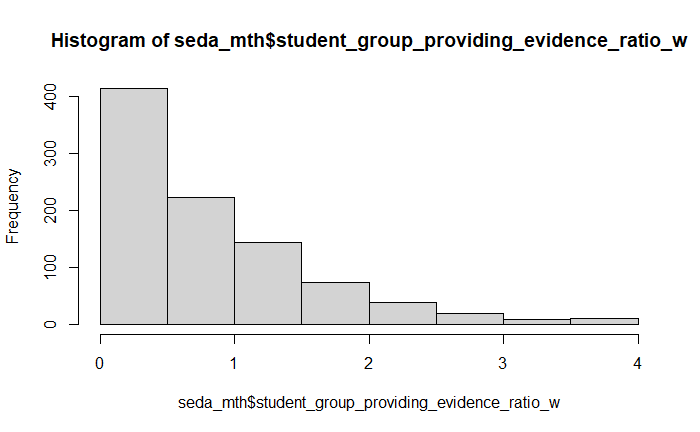 Histogram of seda_mth$student_group_providing_evidence_ratio_w
Frequency
400
300
200
100
0
0 1 2 3 4
seda_mth$student_group_providing_evidence_ratio_w